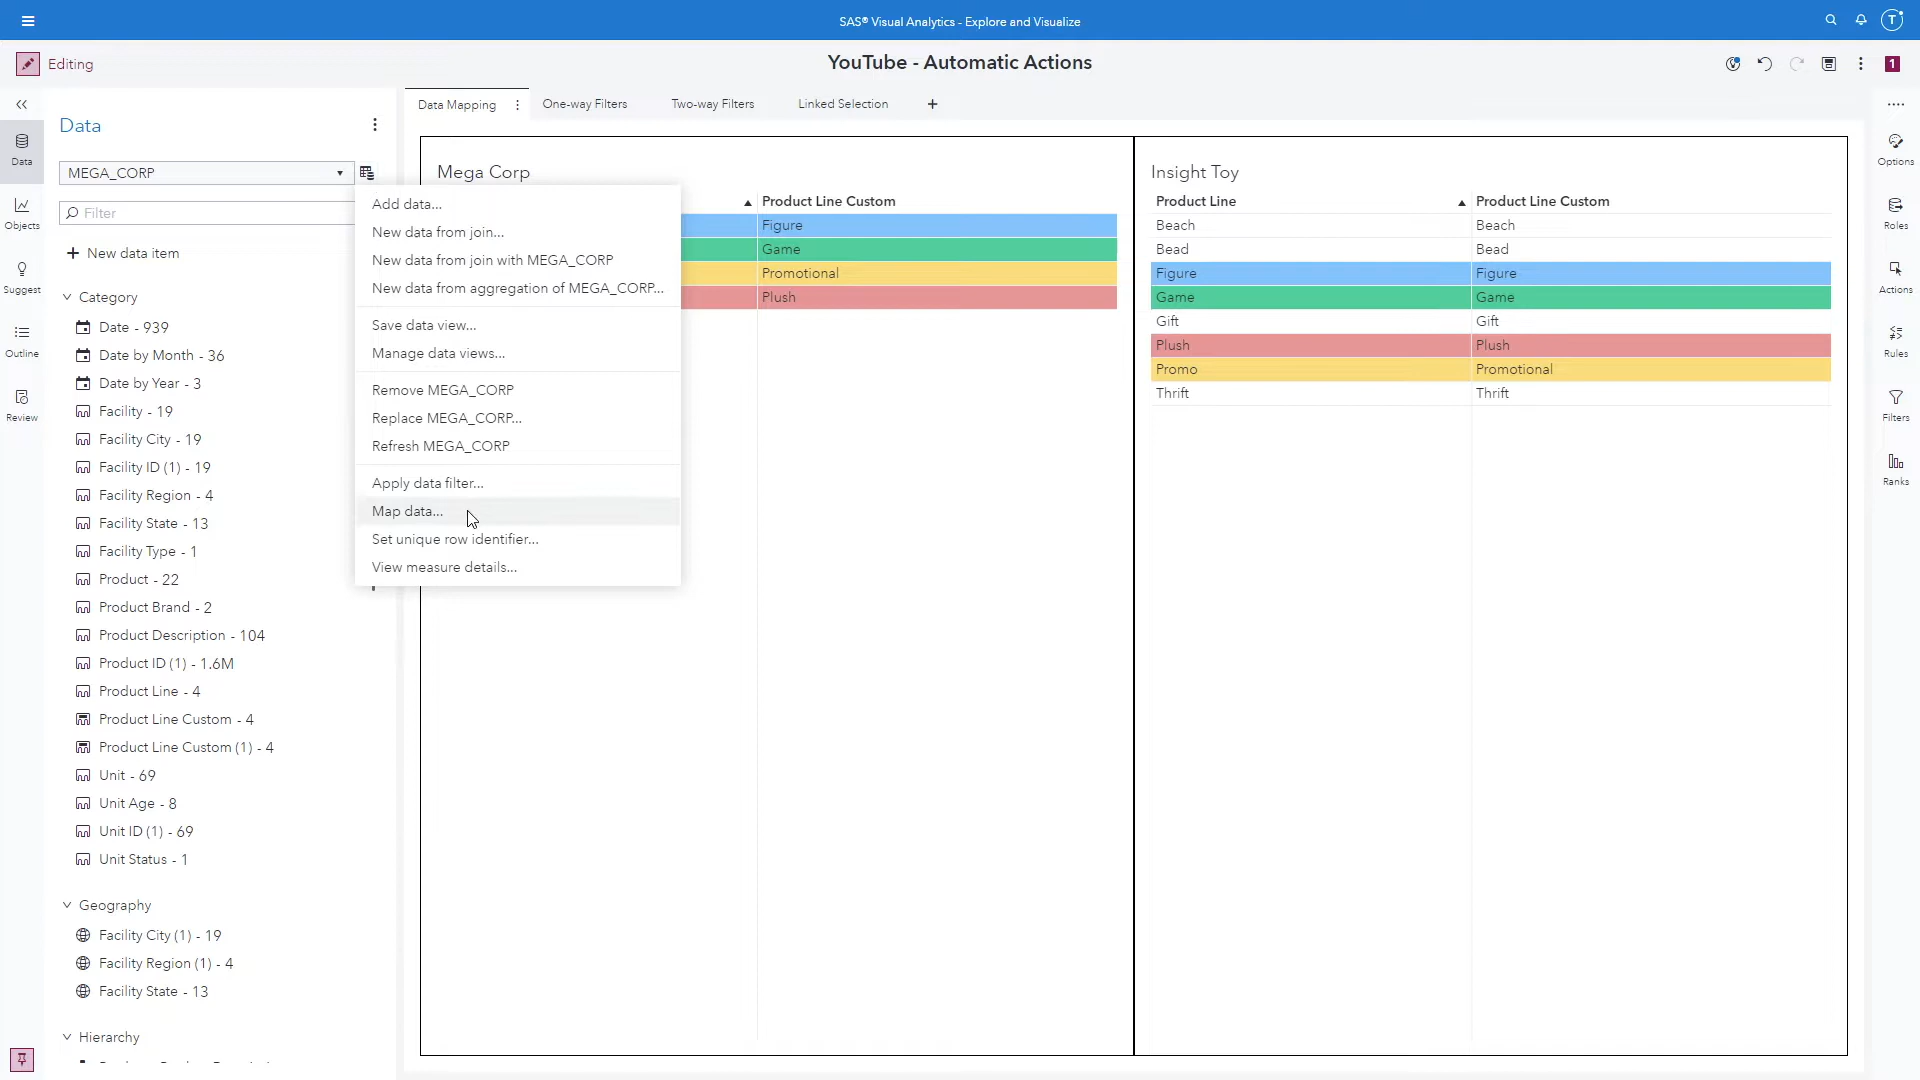 SAS® Visual Analytics - Explore and Visualize
T
Editing
YouTube - Automatic Actions
1
Data Mapping
One-way Filters
Two-way Filters
Linked Selection
Data
Objects
Suggest
Outline
Review
Data
MEGA_CORP
Filter
New data item
Category
Date - 939
Date by Month - 36
Date by Year - 3
Facility - 19
Facility City - 19
Facility ID (1) - 19
Facility Region - 4
Facility State - 13
Facility Type - 1
Product - 22
Product Brand - 2
Product Description - 104
Product ID (1) - 1.6M
Product Line - 4
Product Line Custom - 4
Product Line Custom (1) - 4
Unit - 69
Unit Age - 8
Unit ID (1) - 69
Unit Status - 1
Geography
Facility City (1) - 19
Facility Region (1) - 4
Facility State - 13
Hierarchy
Add data...
New data from join...
New data from join with MEGA_CORP
New data from aggregation of MEGA_CORP...
Save data view...
Manage data views...
Remove MEGA_CORP
Replace MEGA_CORP...
Refresh MEGA_CORP
Apply data filter...
Map data...
Set unique row identifier...
View measure details...
Mega Corp
Product Line Custom
Figure
Game
Promotional
Plush
Insight Toy
Product Line Product Line Custom
Beach Beach
Bead Bead
Figure Figure
Game Game
Gift Gift
Plush Plush
Promo Promotional
Thrift Thrift
Options
Roles
Actions
Rules
Filters
Ranks